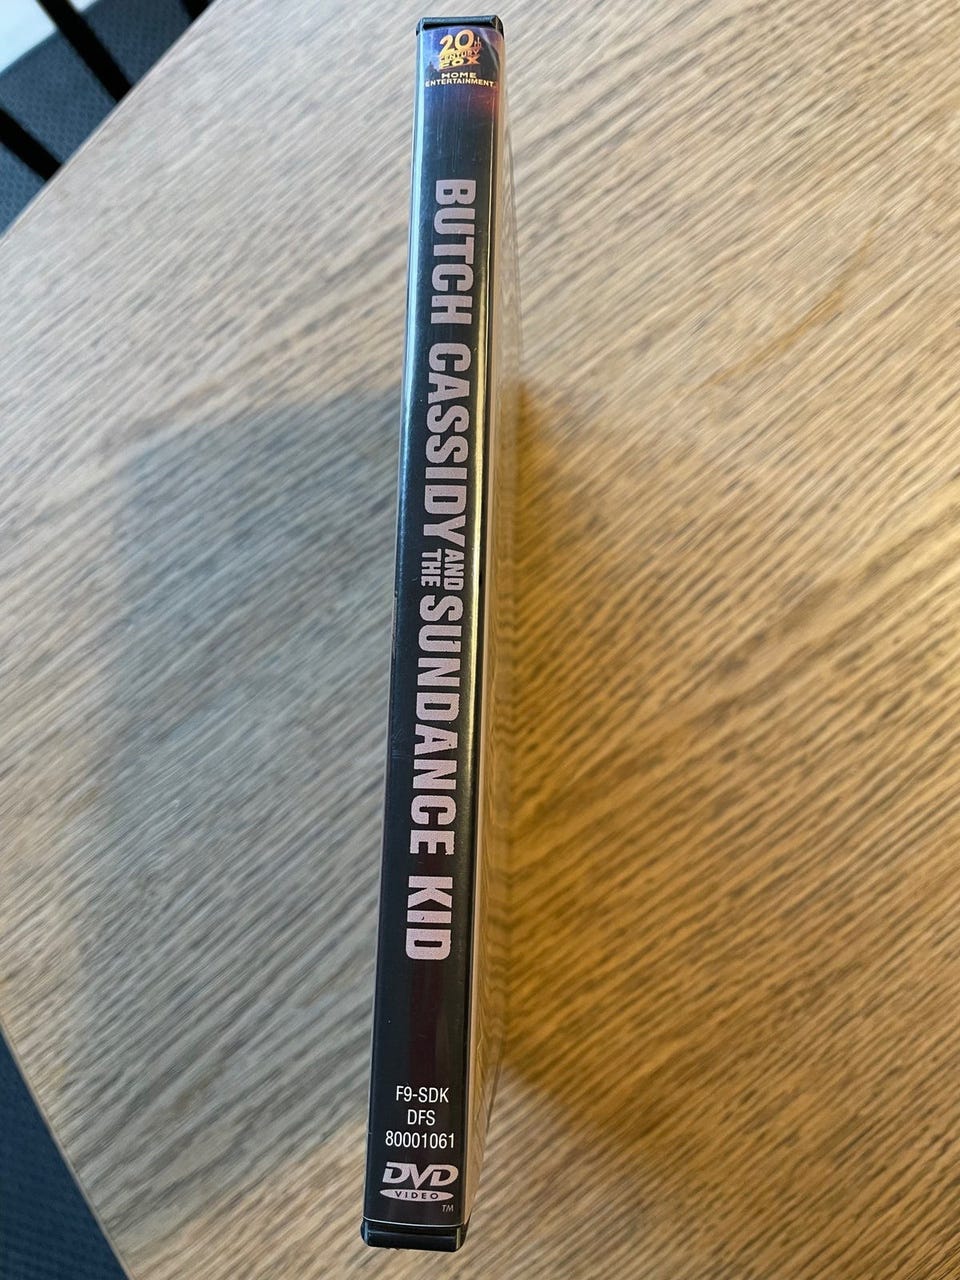 20th
CENTURY
FOX
HOME
ENTERTAINMENT
BUTCH CASSIDY AND THE SUNDANCE KID
F9-SDK
DFS
80001061
DVD
VIDEO
TM